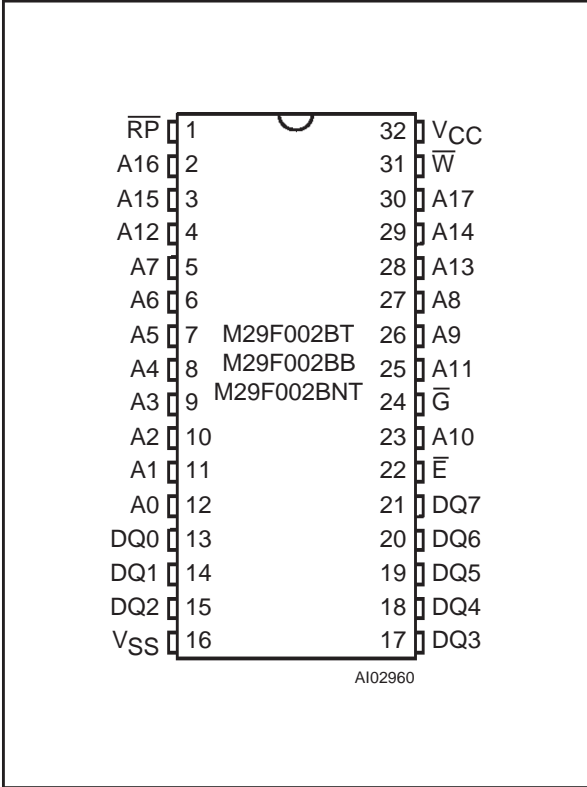 R̅P̅ 1 32 VCC
A16 2 31 W̅
A15 3 30 A17
A12 4 29 A14
A7 5 28 A13
A6 6 27 A8
A5 7 M29F002BT 26 A9
A4 8 M29F002BB 25 A11
A3 9 M29F002BNT 24 G̅
A2 10 23 A10
A1 11 22 E̅
A0 12 21 DQ7
DQ0 13 20 DQ6
DQ1 14 19 DQ5
DQ2 15 18 DQ4
VSS 16 17 DQ3
AI02960